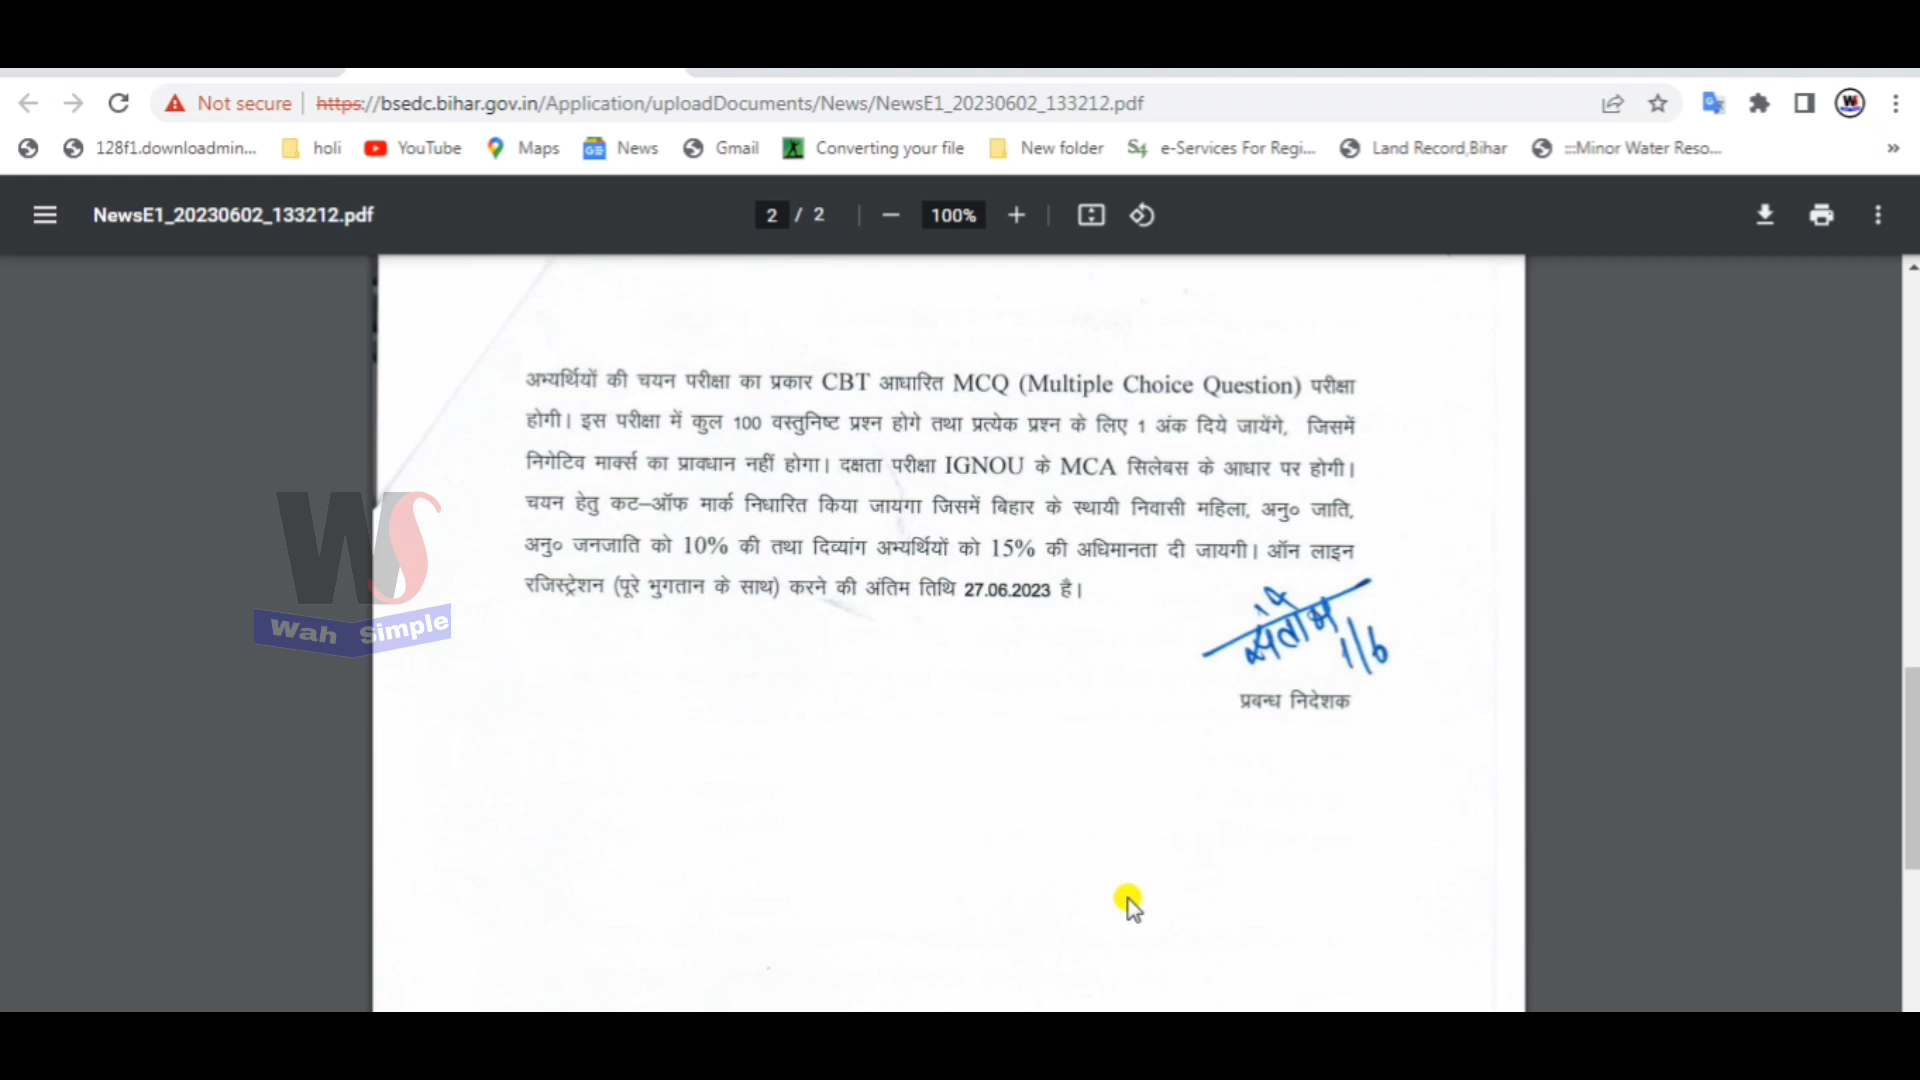 Not secure https://bsedc.bihar.gov.in/Application/uploadDocuments/News/NewsE1_20230602_133212.pdf
128f1.downloadmin... holi YouTube Maps News Gmail Converting your file New folder e-Services For Regi... Land Record,Bihar :::Minor Water Reso... »
NewsE1_20230602_133212.pdf 2 / 2 100%
अभ्यर्थियों की चयन परीक्षा का प्रकार CBT आधारित MCQ (Multiple Choice Question) परीक्षा
होगी। इस परीक्षा में कुल 100 वस्तुनिष्ट प्रश्न होगे तथा प्रत्येक प्रश्न के लिए 1 अंक दिये जायेंगे, जिसमें
निगेटिव मार्क्स का प्रावधान नहीं होगा। दक्षता परीक्षा IGNOU के MCA सिलेबस के आधार पर होगी।
चयन हेतु कट–ऑफ मार्क निधारित किया जायगा जिसमें बिहार के स्थायी निवासी महिला, अनु० जाति,
अनु० जनजाति को 10% की तथा दिव्यांग अभ्यर्थियों को 15% की अधिमानता दी जायगी। ऑन लाइन
रजिस्ट्रेशन (पूरे भुगतान के साथ) करने की अंतिम तिथि 27.06.2023 है।
1/6
प्रबन्ध निदेशक
WS
Wah Simple